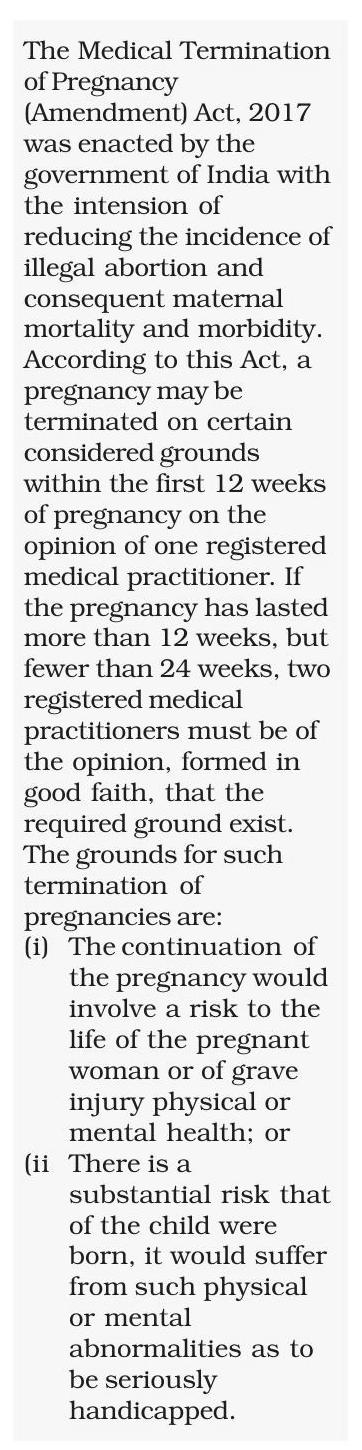 The Medical Termination
of Pregnancy
(Amendment) Act, 2017
was enacted by the
government of India with
the intension of
reducing the incidence of
illegal abortion and
consequent maternal
mortality and morbidity.
According to this Act, a
pregnancy may be
terminated on certain
considered grounds
within the first 12 weeks
of pregnancy on the
opinion of one registered
medical practitioner. If
the pregnancy has lasted
more than 12 weeks, but
fewer than 24 weeks, two
registered medical
practitioners must be of
the opinion, formed in
good faith, that the
required ground exist.
The grounds for such
termination of
pregnancies are:
(i) The continuation of
the pregnancy would
involve a risk to the
life of the pregnant
woman or of grave
injury physical or
mental health; or
(ii There is a
substantial risk that
of the child were
born, it would suffer
from such physical
or mental
abnormalities as to
be seriously
handicapped.